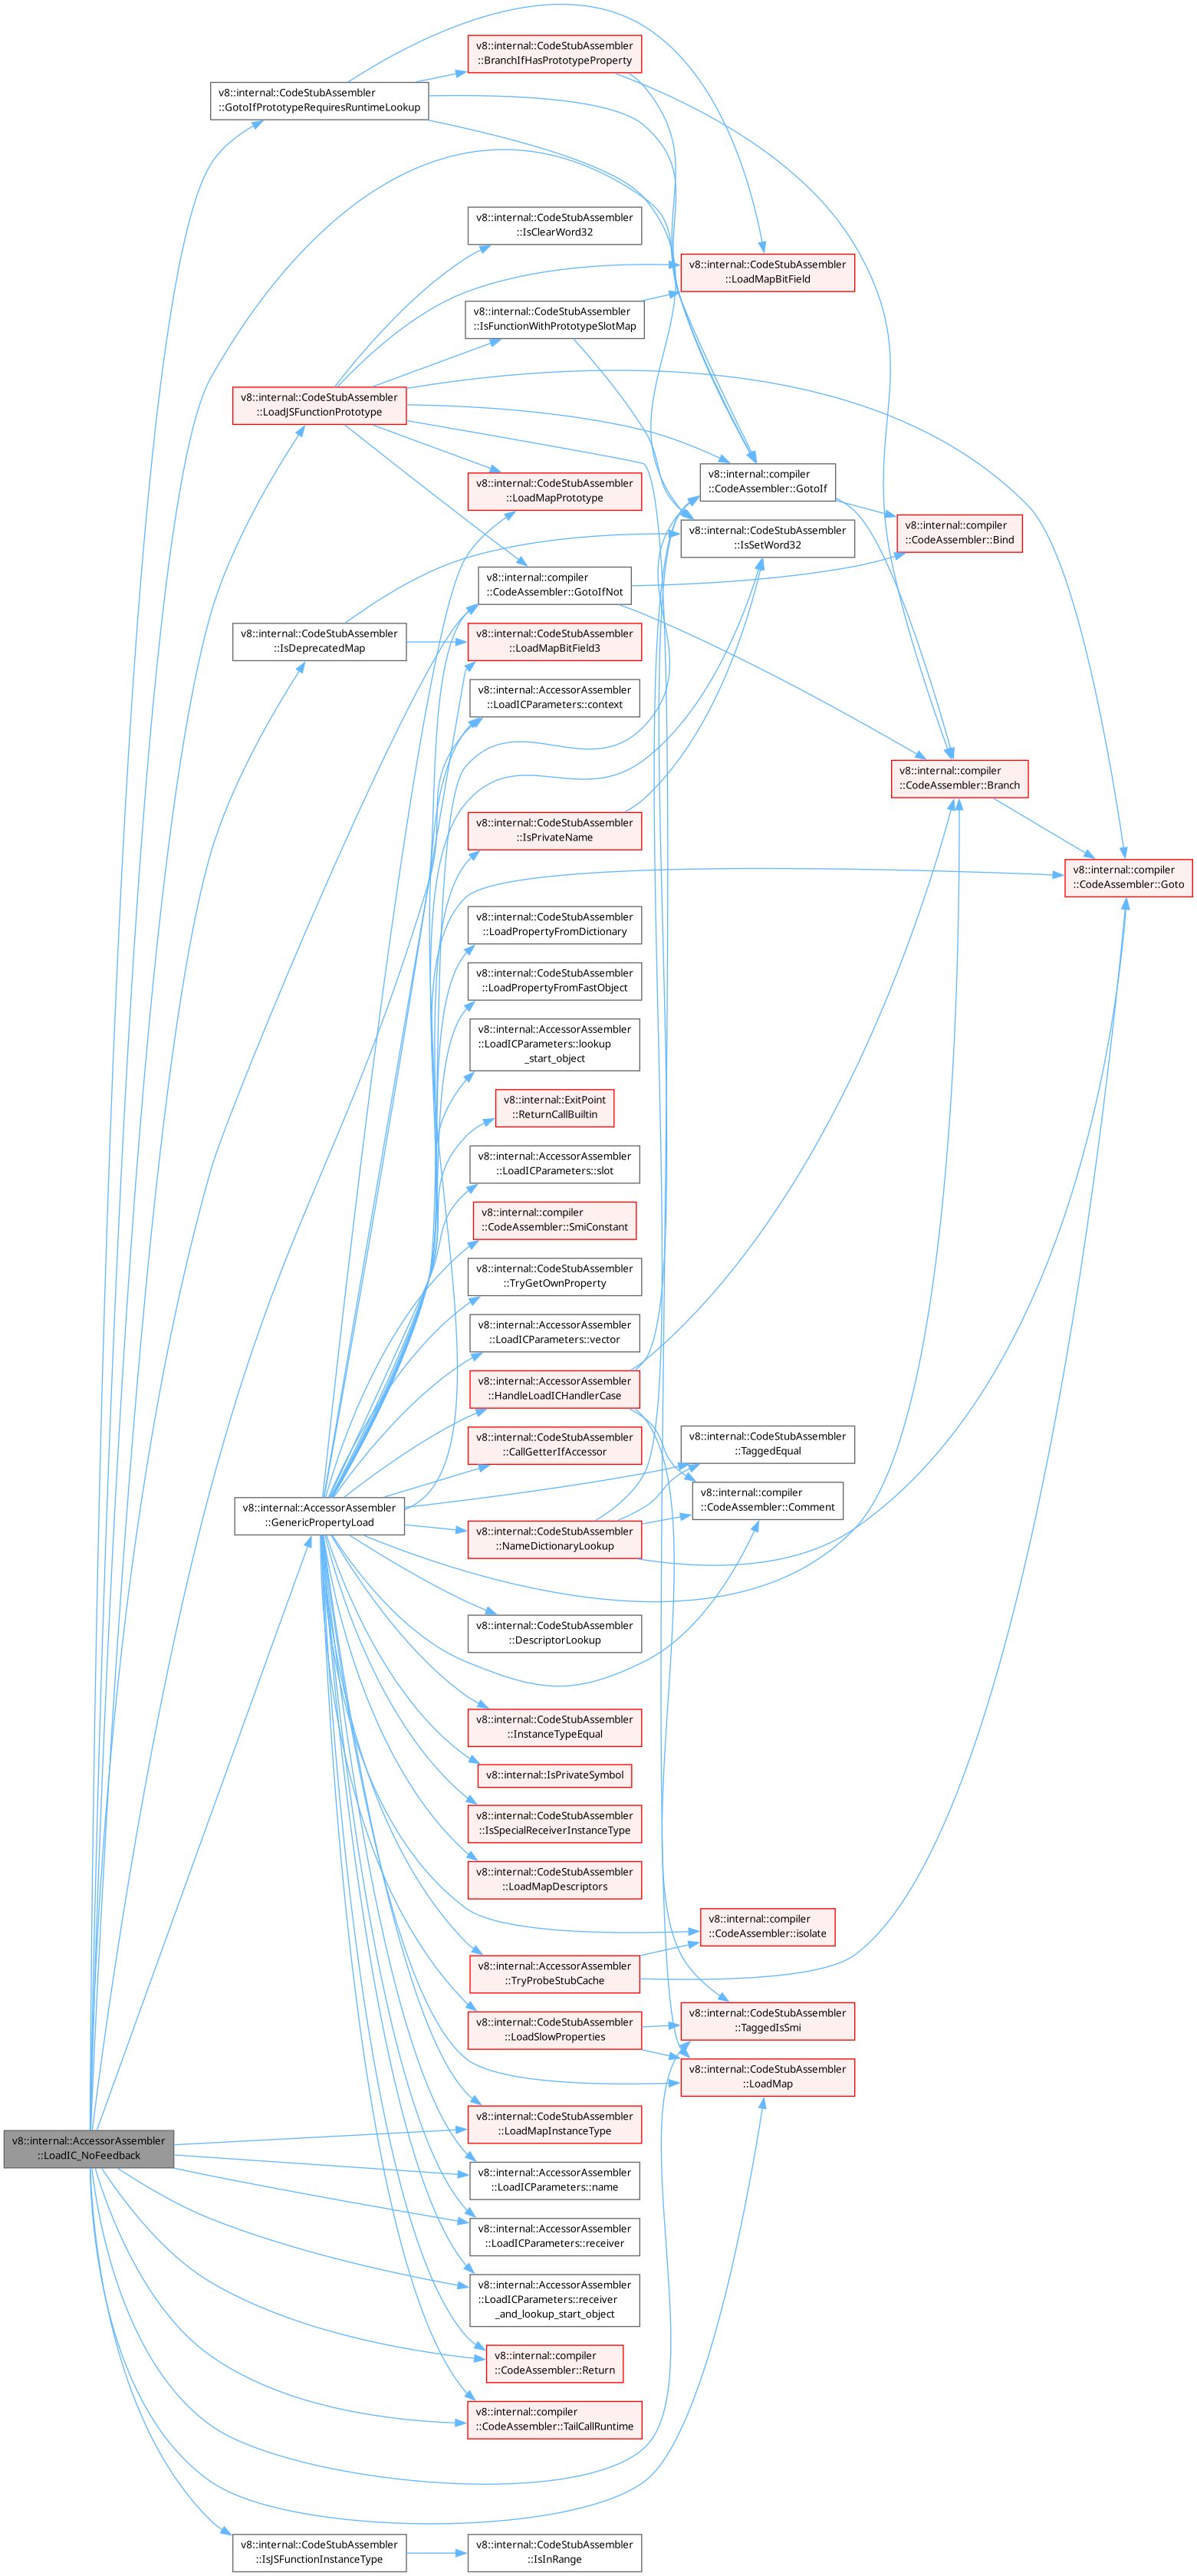 v8::internal::CodeStubAssembler
::BranchIfHasPrototypeProperty
v8::internal::CodeStubAssembler
::GotoIfPrototypeRequiresRuntimeLookup
v8::internal::CodeStubAssembler
::IsClearWord32
v8::internal::CodeStubAssembler
::LoadMapBitField
v8::internal::CodeStubAssembler
::IsFunctionWithPrototypeSlotMap
v8::internal::CodeStubAssembler
::LoadJSFunctionPrototype
v8::internal::CodeStubAssembler
::LoadMapPrototype
v8::internal::compiler
::CodeAssembler::GotoIf
v8::internal::compiler
::CodeAssembler::Bind
v8::internal::CodeStubAssembler
::IsSetWord32
v8::internal::compiler
::CodeAssembler::GotoIfNot
v8::internal::CodeStubAssembler
::IsDeprecatedMap
v8::internal::CodeStubAssembler
::LoadMapBitField3
v8::internal::AccessorAssembler
::LoadICParameters::context
v8::internal::compiler
::CodeAssembler::Branch
v8::internal::CodeStubAssembler
::IsPrivateName
v8::internal::compiler
::CodeAssembler::Goto
v8::internal::CodeStubAssembler
::LoadPropertyFromDictionary
v8::internal::CodeStubAssembler
::LoadPropertyFromFastObject
v8::internal::AccessorAssembler
::LoadICParameters::lookup
_start_object
v8::internal::ExitPoint
::ReturnCallBuiltin
v8::internal::AccessorAssembler
::LoadICParameters::slot
v8::internal::compiler
::CodeAssembler::SmiConstant
v8::internal::CodeStubAssembler
::TryGetOwnProperty
v8::internal::AccessorAssembler
::LoadICParameters::vector
v8::internal::AccessorAssembler
::HandleLoadICHandlerCase
v8::internal::CodeStubAssembler
::CallGetterIfAccessor
v8::internal::CodeStubAssembler
::TaggedEqual
v8::internal::compiler
::CodeAssembler::Comment
v8::internal::AccessorAssembler
::GenericPropertyLoad
v8::internal::CodeStubAssembler
::NameDictionaryLookup
v8::internal::CodeStubAssembler
::DescriptorLookup
v8::internal::CodeStubAssembler
::InstanceTypeEqual
v8::internal::IsPrivateSymbol
v8::internal::CodeStubAssembler
::IsSpecialReceiverInstanceType
v8::internal::CodeStubAssembler
::LoadMapDescriptors
v8::internal::compiler
::CodeAssembler::isolate
v8::internal::AccessorAssembler
::TryProbeStubCache
v8::internal::CodeStubAssembler
::TaggedIsSmi
v8::internal::CodeStubAssembler
::LoadSlowProperties
v8::internal::CodeStubAssembler
::LoadMap
v8::internal::CodeStubAssembler
::LoadMapInstanceType
v8::internal::AccessorAssembler
::LoadIC_NoFeedback
v8::internal::AccessorAssembler
::LoadICParameters::name
v8::internal::AccessorAssembler
::LoadICParameters::receiver
v8::internal::AccessorAssembler
::LoadICParameters::receiver
_and_lookup_start_object
v8::internal::compiler
::CodeAssembler::Return
v8::internal::compiler
::CodeAssembler::TailCallRuntime
v8::internal::CodeStubAssembler
::IsJSFunctionInstanceType
v8::internal::CodeStubAssembler
::IsInRange